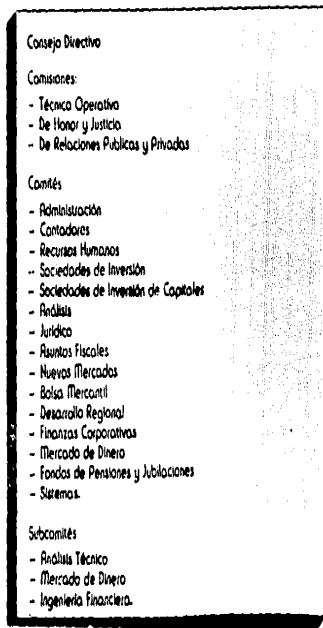 Consejo Directivo
Comisiones:
- Técnica Operativa
- De Honor y Justicia
- De Relaciones Publicas y Privadas
Comités
- Administración
- Contadores
- Recursos Humanos
- Sociedades de Inversión
- Sociedades de Inversión de Capitales
- Análisis
- Jurídico
- Asuntos Fiscales
- Nuevos Mercados
- Bolsa Mercantil
- Desarrollo Regional
- Finanzas Corporativas
- Mercado de Dinero
- Fondos de Pensiones y Jubilaciones
- Sistemas.
Subcomités
- Análisis Técnico
- Mercado de Dinero
- Ingeniería Financiera.